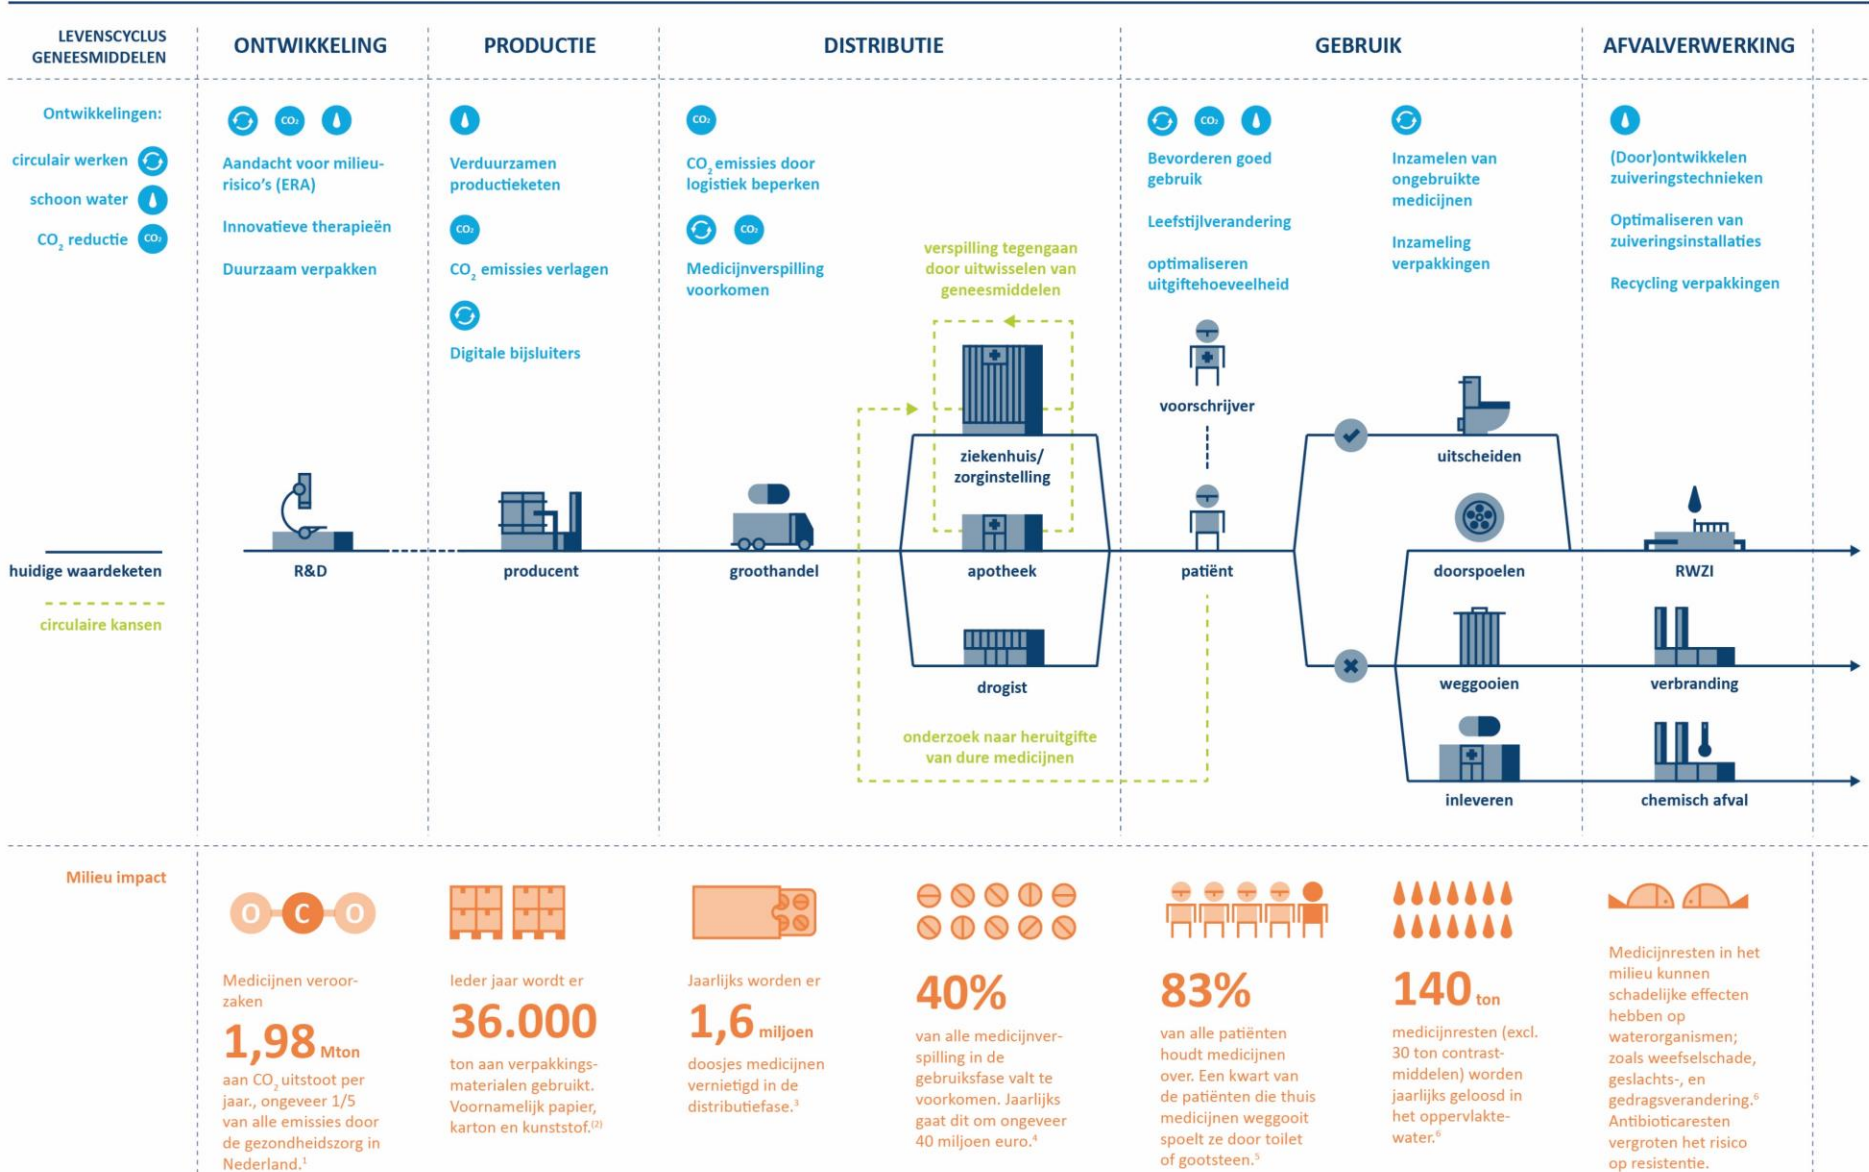 LEVENSCYCLUS
GENEESMIDDELEN
ONTWIKKELING
PRODUCTIE
DISTRIBUTIE
GEBRUIK
AFVALVERWERKING
Ontwikkelingen:
circulair werken
schoon water
CO₂ reductie CO₂
CO₂
Aandacht voor milieu-
risico's (ERA)
Innovatieve therapieën
Duurzaam verpakken
Verduurzamen
productieketen
CO₂
CO₂ emissies verlagen
Digitale bijsluiters
CO₂
CO₂ emissies door
logistiek beperken
CO₂
Medicijnverspilling
voorkomen
verspilling tegengaan
door uitwisselen van
geneesmiddelen
CO₂
Bevorderen goed
gebruik
Leefstijlverandering
optimaliseren
uitgiftehoeveelheid
Inzamelen van
ongebruikte
medicijnen
Inzameling
verpakkingen
(Door)ontwikkelen
zuiveringstechnieken
Optimaliseren van
zuiveringsinstallaties
Recycling verpakkingen
voorschrijver
ziekenhuis/
zorginstelling
uitscheiden
huidige waardeketen
R&D
producent
groothandel
apotheek
patiënt
doorspoelen
RWZI
circulaire kansen
drogist
weggooien
verbranding
onderzoek naar heruitgifte
van dure medicijnen
inleveren
chemisch afval
Milieu impact
O C O
Medicijnen veroor-
zaken
1,98 Mton
aan CO₂ uitstoot per
jaar., ongeveer 1/5
van alle emissies door
de gezondheidszorg in
Nederland.¹
Ieder jaar wordt er
36.000
ton aan verpakkings-
materialen gebruikt.
Voornamelijk papier,
karton en kunststof.⁽²⁾
Jaarlijks worden er
1,6 miljoen
doosjes medicijnen
vernietigd in de
distributiefase.³
40%
van alle medicijnver-
spilling in de
gebruiksfase valt te
voorkomen. Jaarlijks
gaat dit om ongeveer
40 miljoen euro.⁴
83%
van alle patiënten
houdt medicijnen
over. Een kwart van
de patiënten die thuis
medicijnen weggooit
spoelt ze door toilet
of gootsteen.⁵
140 ton
medicijnresten (excl.
30 ton contrast-
middelen) worden
jaarlijks geloosd in
het oppervlakte-
water.⁶
Medicijnresten in het
milieu kunnen
schadelijke effecten
hebben op
waterorganismen;
zoals weefselschade,
geslachts-, en
gedragsverandering.⁶
Antibioticaresten
vergroten het risico
op resistentie.